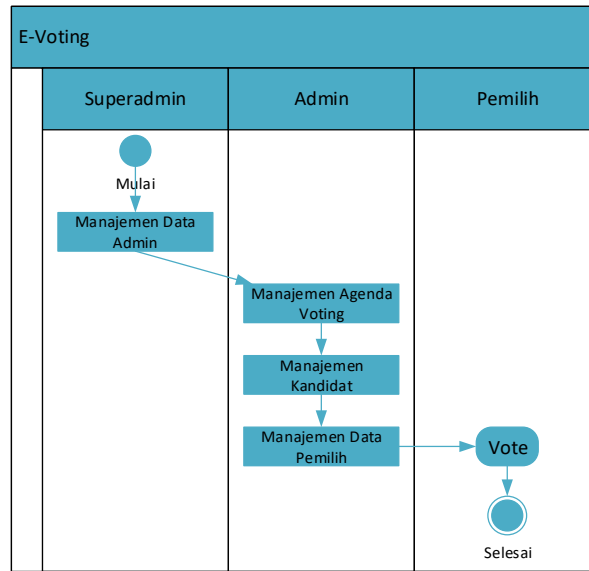 E-Voting
Superadmin
Admin
Pemilih
Mulai
Manajemen Data
Admin
Manajemen Agenda
Voting
Manajemen
Kandidat
Manajemen Data
Pemilih
Vote
Selesai